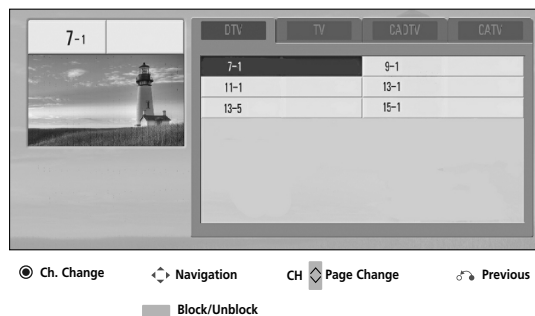 7-1
DTV TV CADTV CATV
7-1 9-1
11-1 13-1
13-5 15-1
Ch. Change Navigation CH Page Change Previous
Block/Unblock